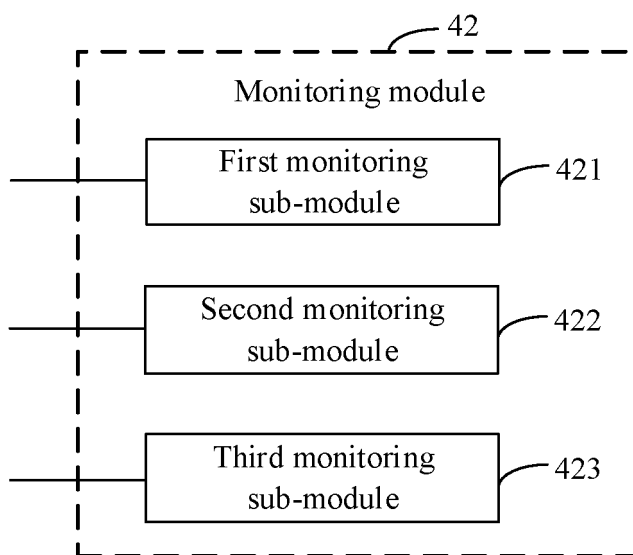 42
Monitoring module
First monitoring
sub-module
421
Second monitoring
sub-module
422
Third monitoring
sub-module
423